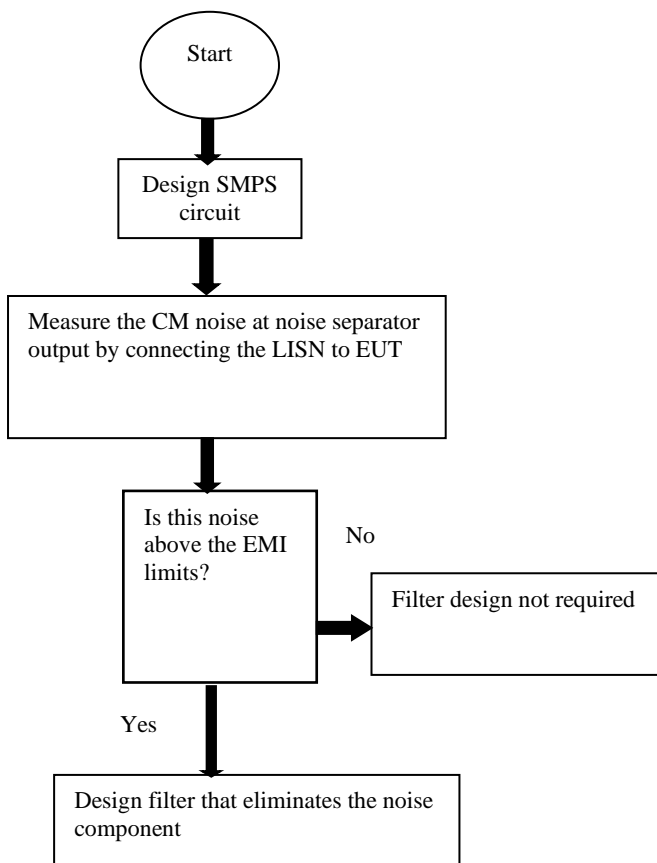 Start
Design SMPS
circuit
Measure the CM noise at noise separator
output by connecting the LISN to EUT
Is this noise
above the EMI
limits?
No
Filter design not required
Yes
Design filter that eliminates the noise
component